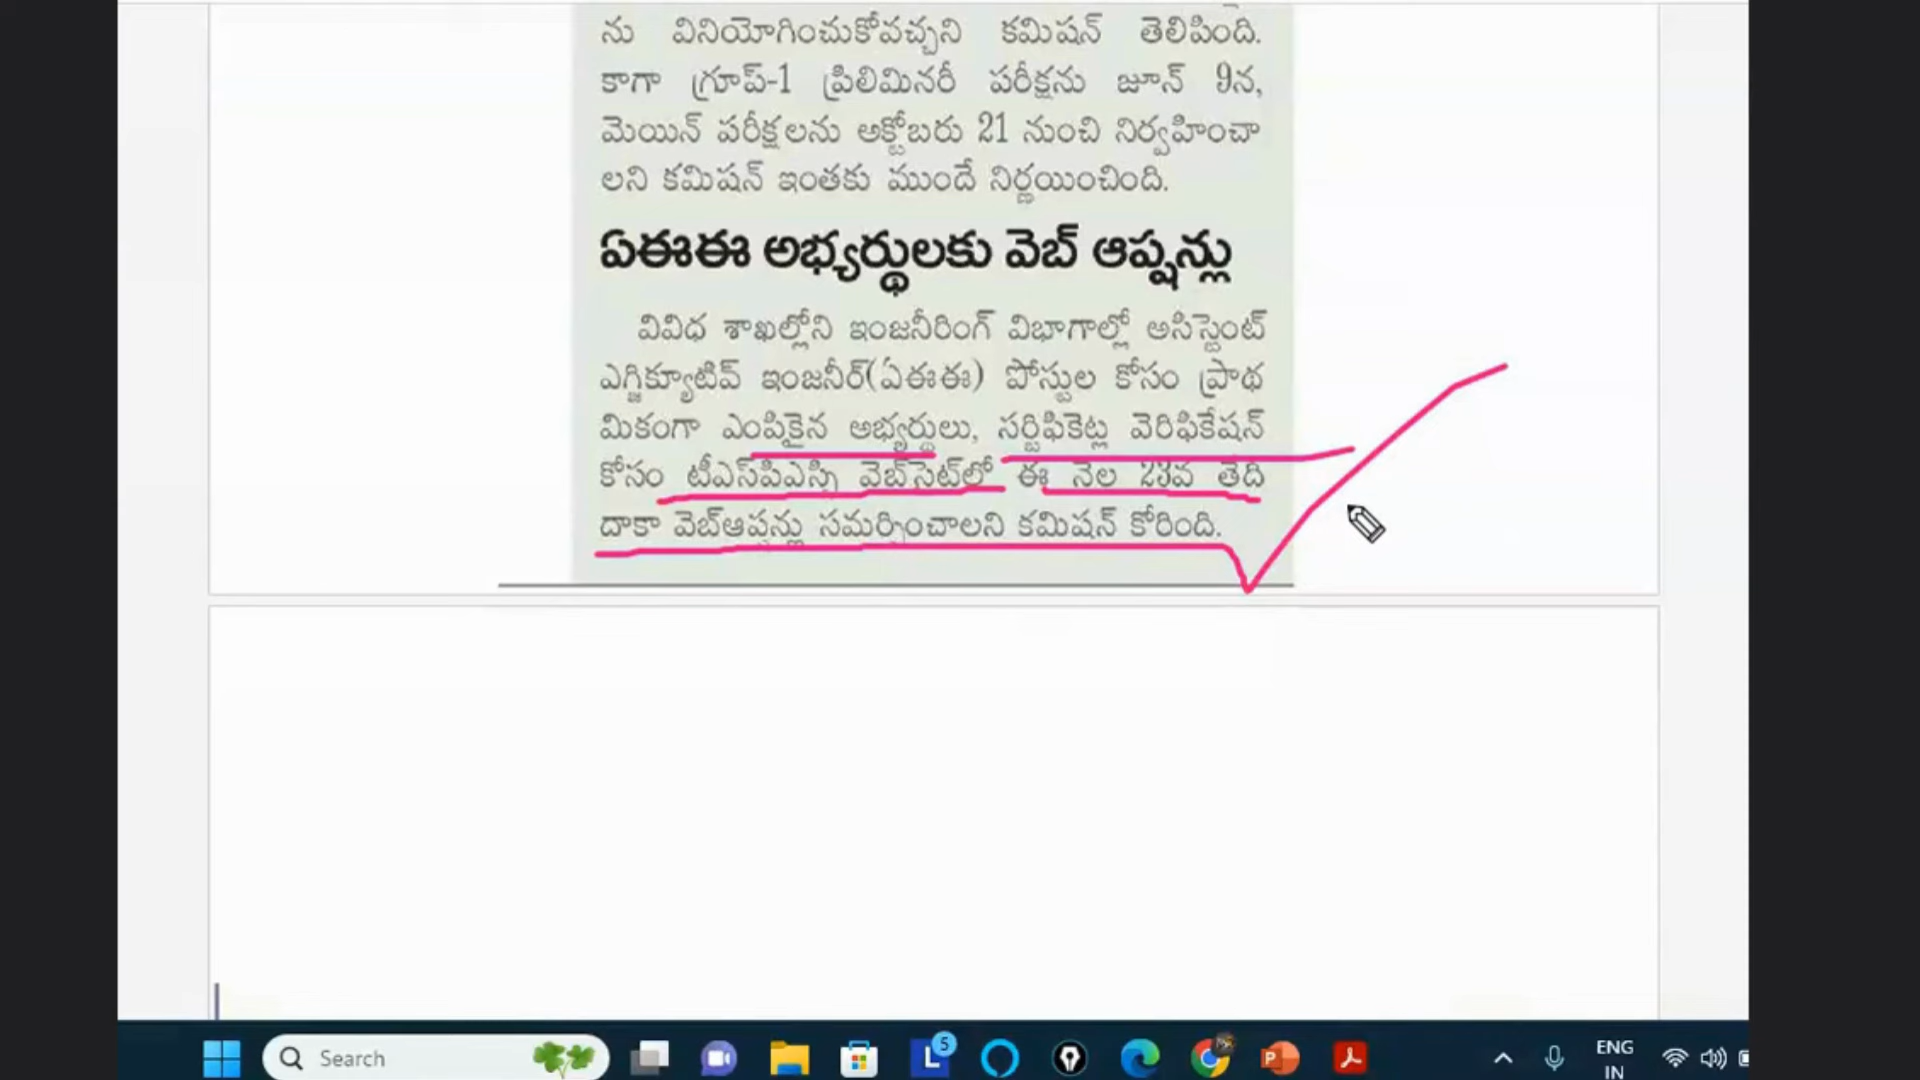 ను వినియోగించుకోవచ్చని కమిషన్ తెలిపింది.
కాగా గ్రూప్-1 ప్రిలిమినరీ పరీక్షను జూన్ 9న,
మెయిన్ పరీక్షలను అక్టోబరు 21 నుంచి నిర్వహించా
లని కమిషన్ ఇంతకు ముందే నిర్ణయించింది.
ఏఈఈ అభ్యర్థులకు వెబ్ ఆప్షన్లు
వివిధ శాఖల్లోని ఇంజనీరింగ్ విభాగాల్లో అసిస్టెంట్
ఎగ్జిక్యూటివ్ ఇంజనీర్(ఏఈఈ) పోస్టుల కోసం ప్రాథ
మికంగా ఎంపికైన అభ్యర్థులు, సర్టిఫికెట్ల వెరిఫికేషన్
కోసం టీఎస్‌పీఎస్సీ వెబ్‌సైట్‌లో ఈ నెల 23వ తేదీ
దాకా వెబ్‌ఆప్షన్లు సమర్పించాలని కమిషన్ కోరింది.
Search
L 5
P
ENG
IN